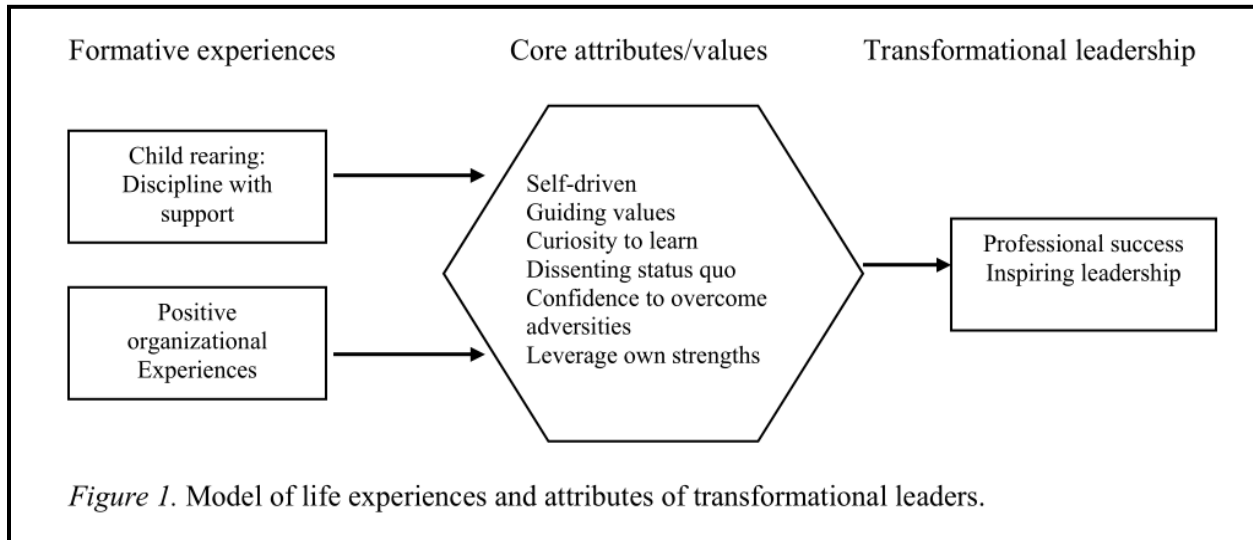 Formative experiences
Core attributes/values
Transformational leadership
Child rearing:
Discipline with
support
Positive
organizational
Experiences
Self-driven
Guiding values
Curiosity to learn
Dissenting status quo
Confidence to overcome
adversities
Leverage own strengths
Professional success
Inspiring leadership
Figure 1. Model of life experiences and attributes of transformational leaders.